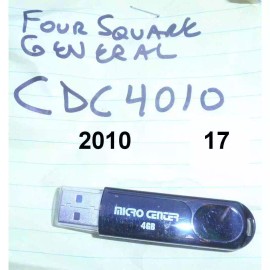 FOUR SQUARE
GENERAL
CDC4010
2010 17
MICRO CENTER
4GB